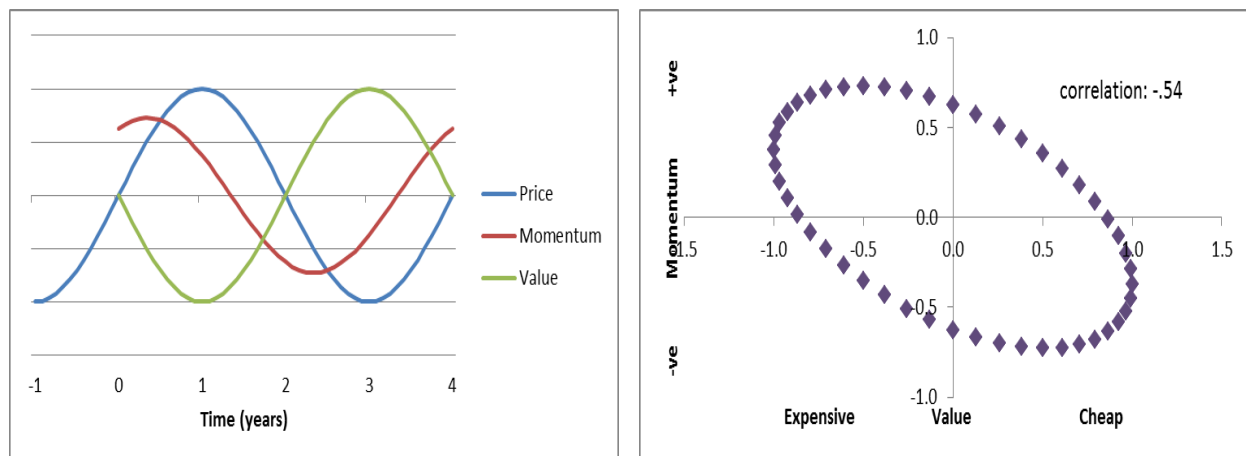 Price
Momentum
Value
-1 0 1 2 3 4
Time (years)
+ve
Momentum
-ve
correlation: -.54
1.0
0.5
0.0
-0.5
-1.0
1.5 -1.0 -0.5 0.0 0.5 1.0 1.5
Expensive Value Cheap